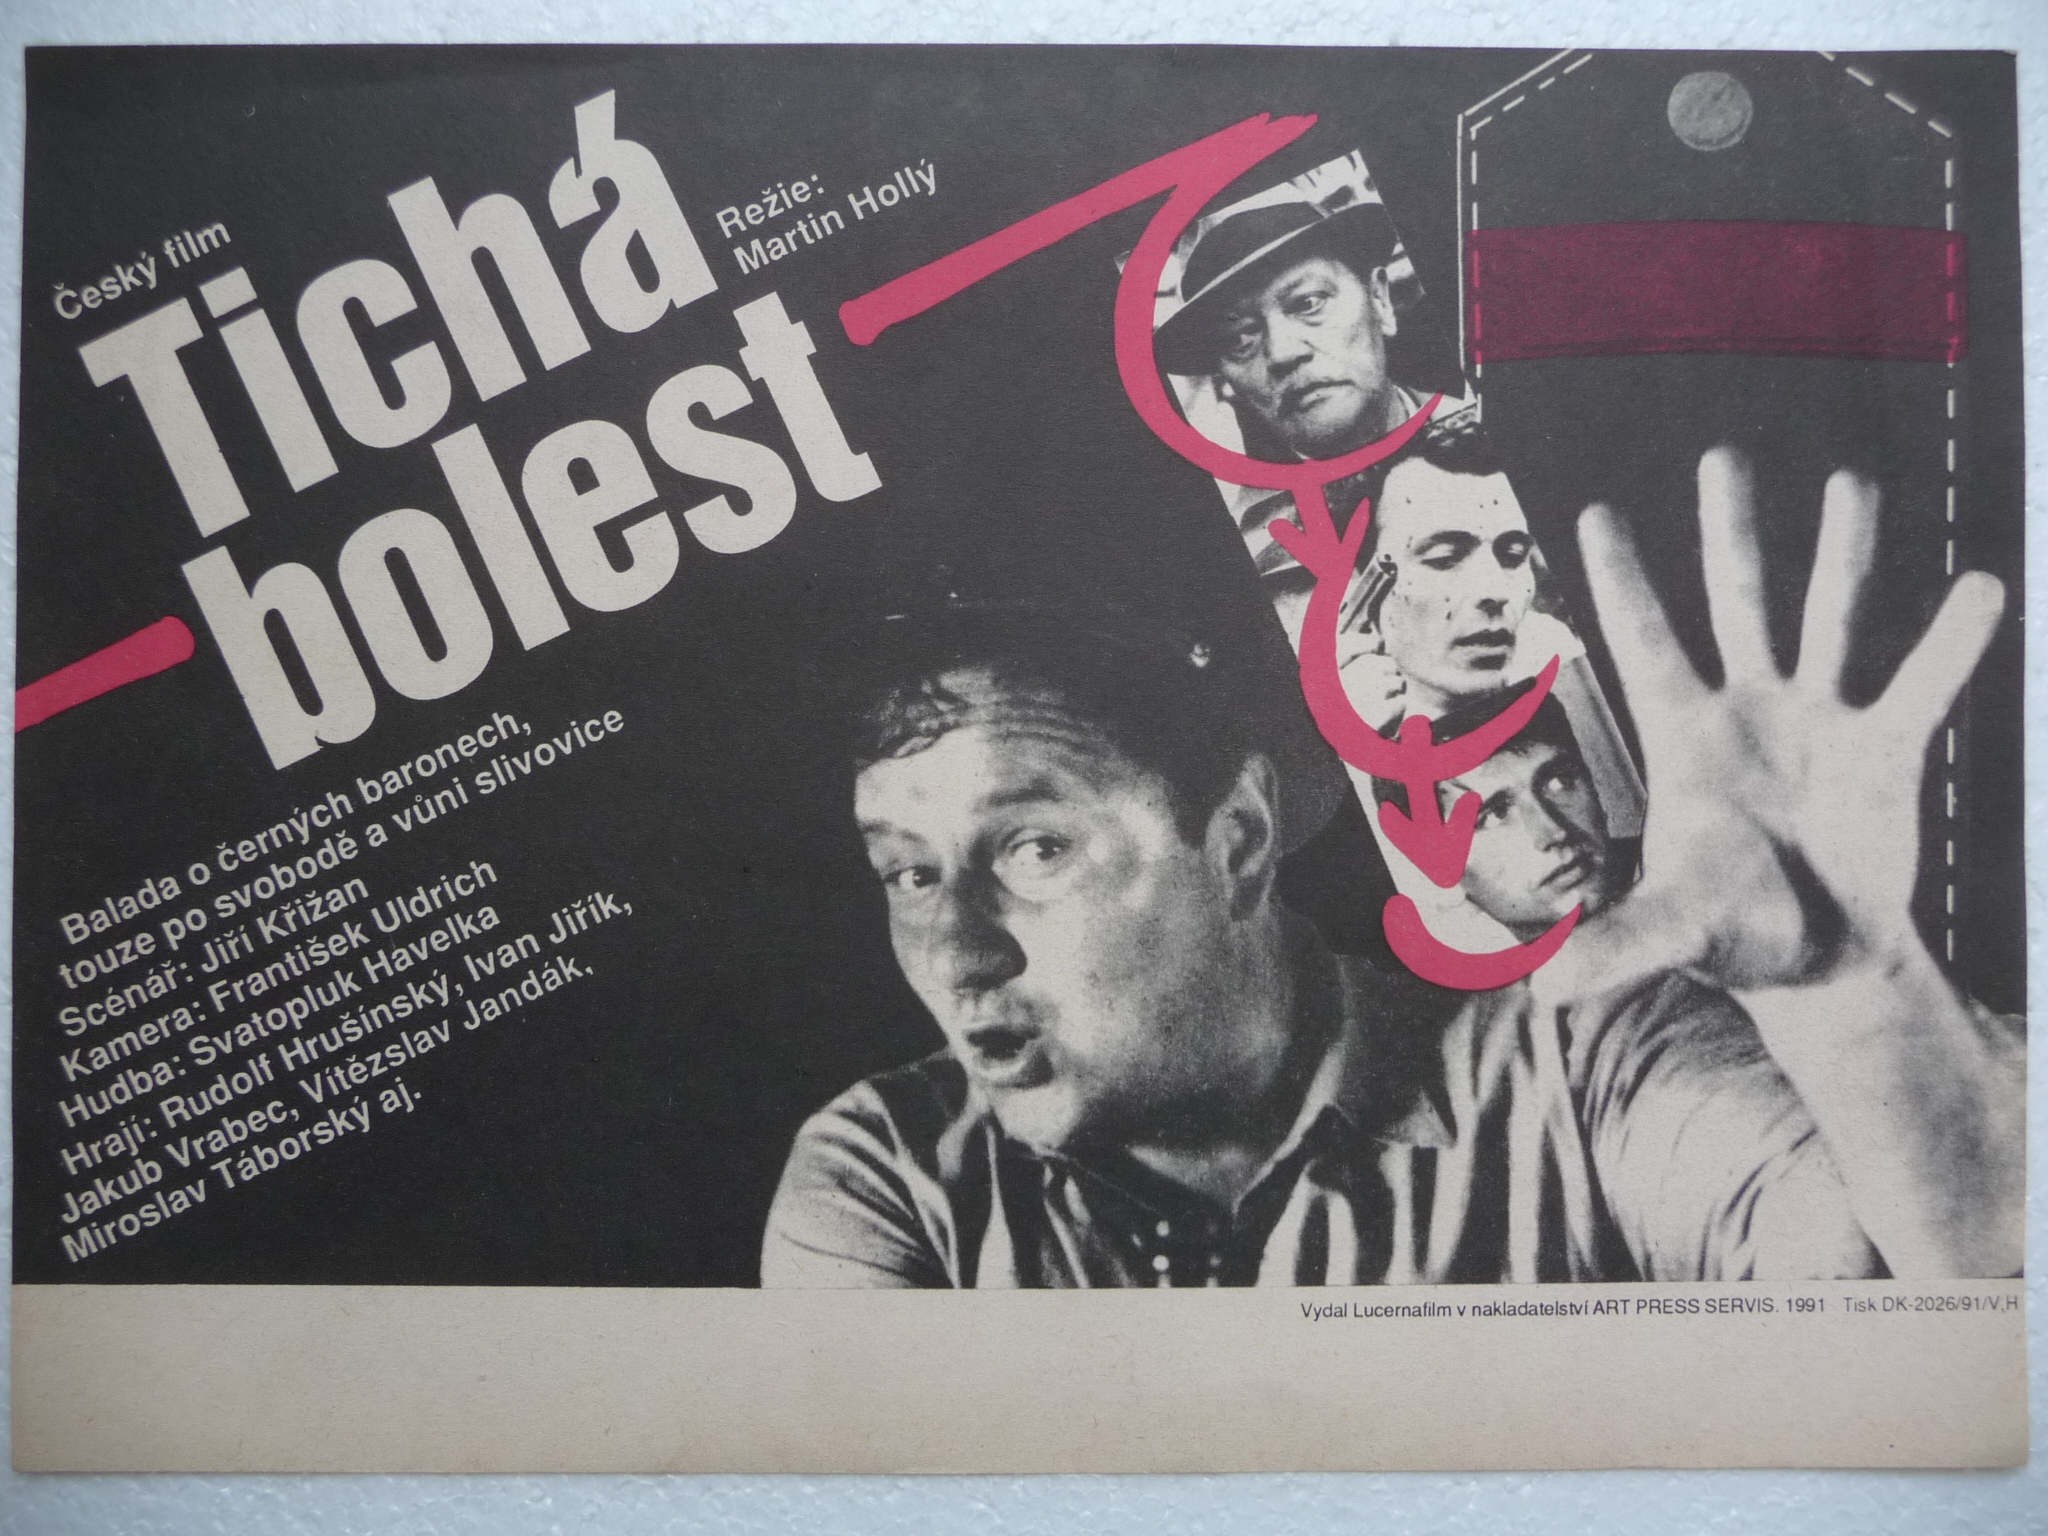 Český film
Tichá
bolest
Režie:
Martin Hollý
Balada o černých baronech,
touze po svobodě a vůni slivovice
Scénář: Jiří Křižan
Kamera: František Uldrich
Hudba: Svatopluk Havelka
Hrají: Rudolf Hrušínský, Ivan Jiřík,
Jakub Vrabec, Vítězslav Jandák,
Miroslav Táborský aj.
Vydal Lucernafilm v nakladatelství ART PRESS SERVIS. 1991 Tisk DK-2026/91/V,H